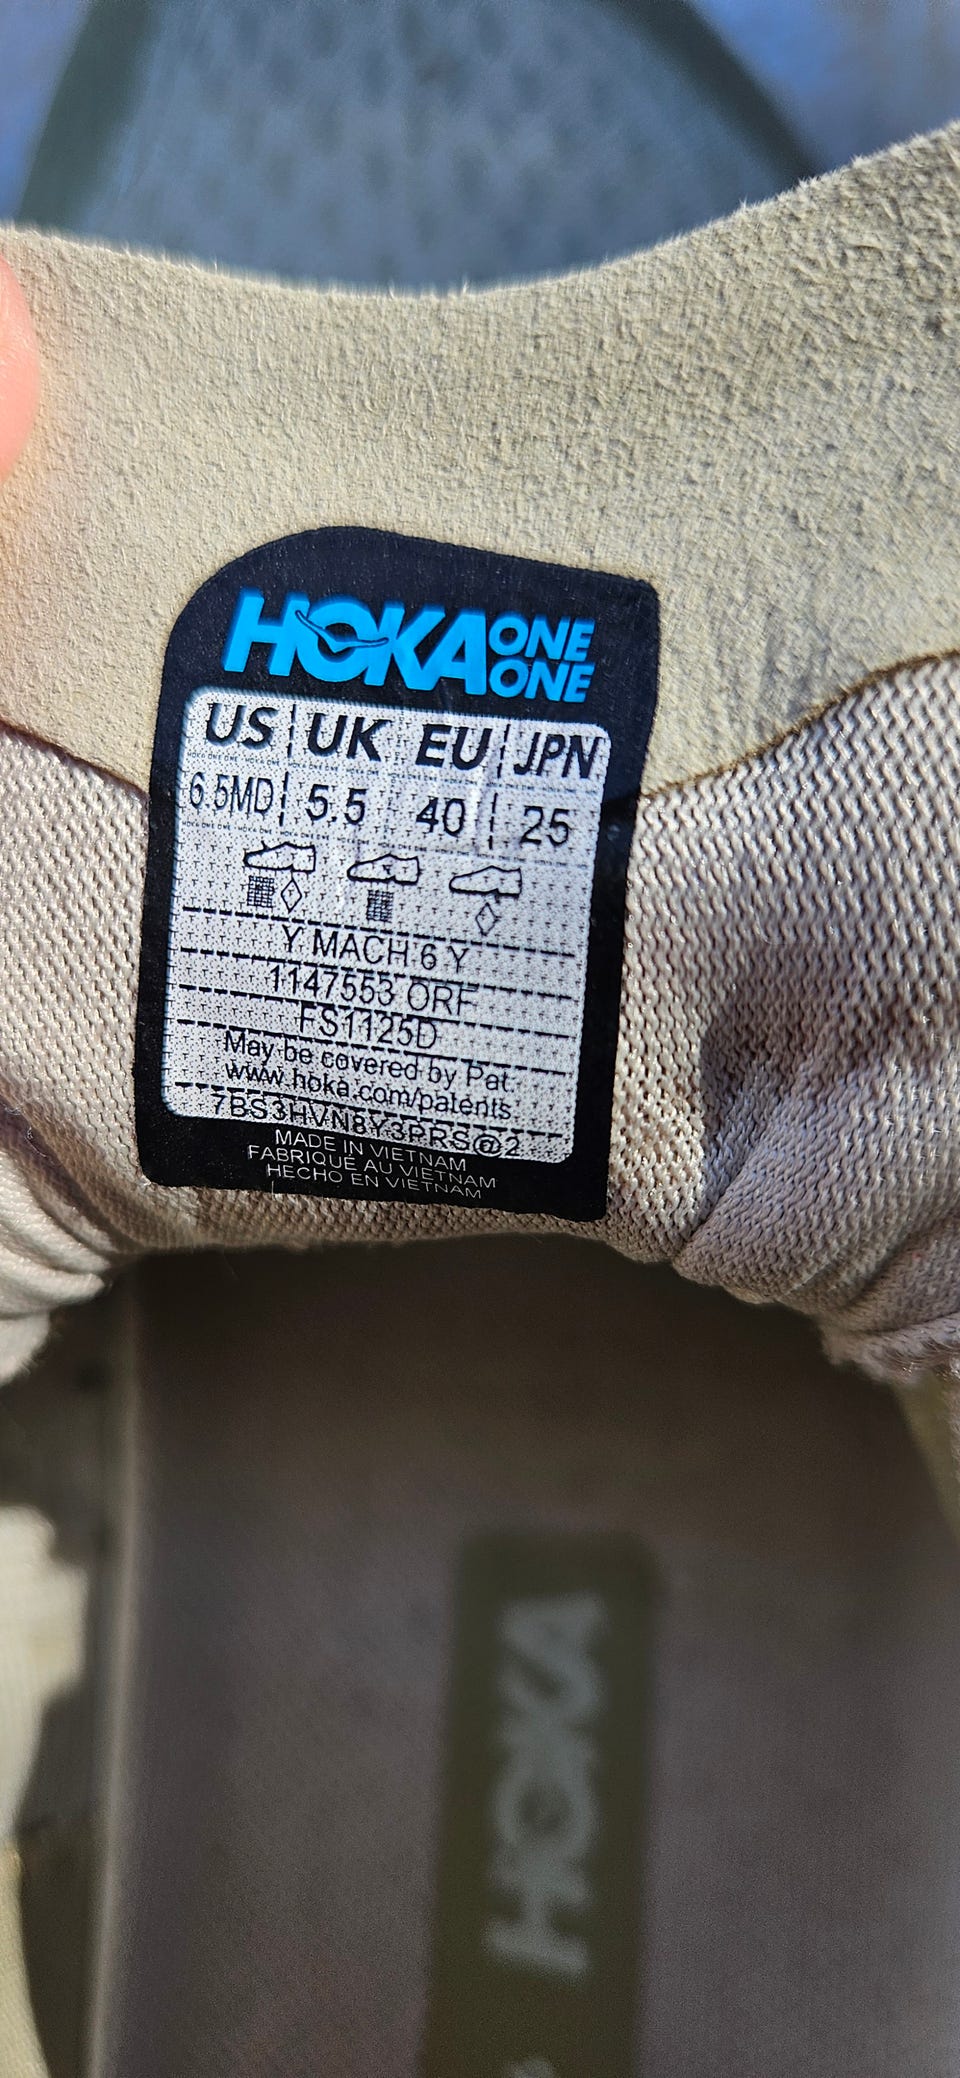 HOKA ONE ONE
US UK EU JPN
6.5MD 5.5 40 25
Y MACH 6 Y
1147553 ORF
FS1125D
May be covered by Pat.
www.hoka.com/patents
7BS3HVN8Y3PRS@2
MADE IN VIETNAM
FABRIQUÉ AU VIETNAM
HECHO EN VIETNAM
HOKA